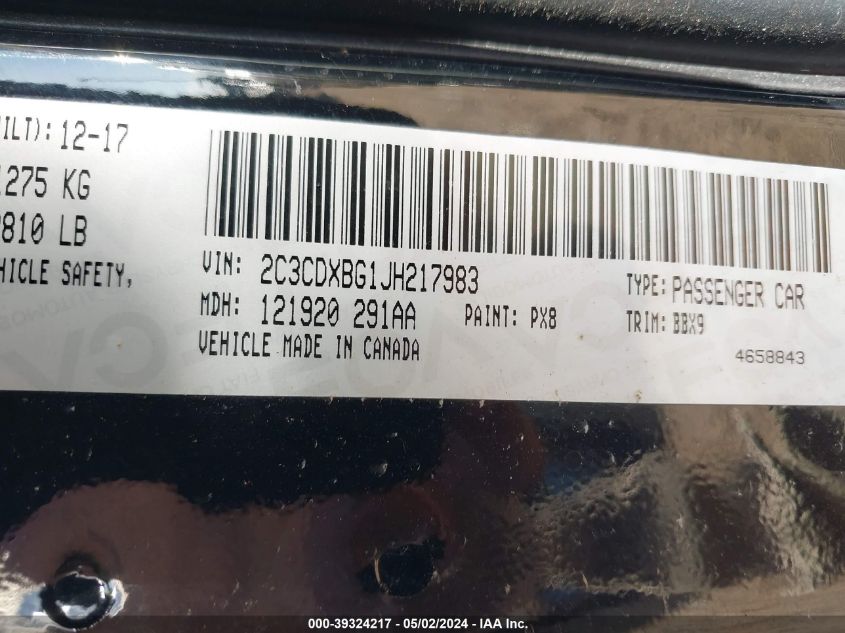 ILT): 12-17
1275 KG
810 LB
HICLE SAFETY,
VIN: 2C3CDXBG1JH217983
TYPE: PASSENGER CAR
MDH: 121920 291AA
PAINT: PX8
TRIM: BBX9
VEHICLE MADE IN CANADA
4658843
000-39324217 - 05/02/2024 - IAA Inc.